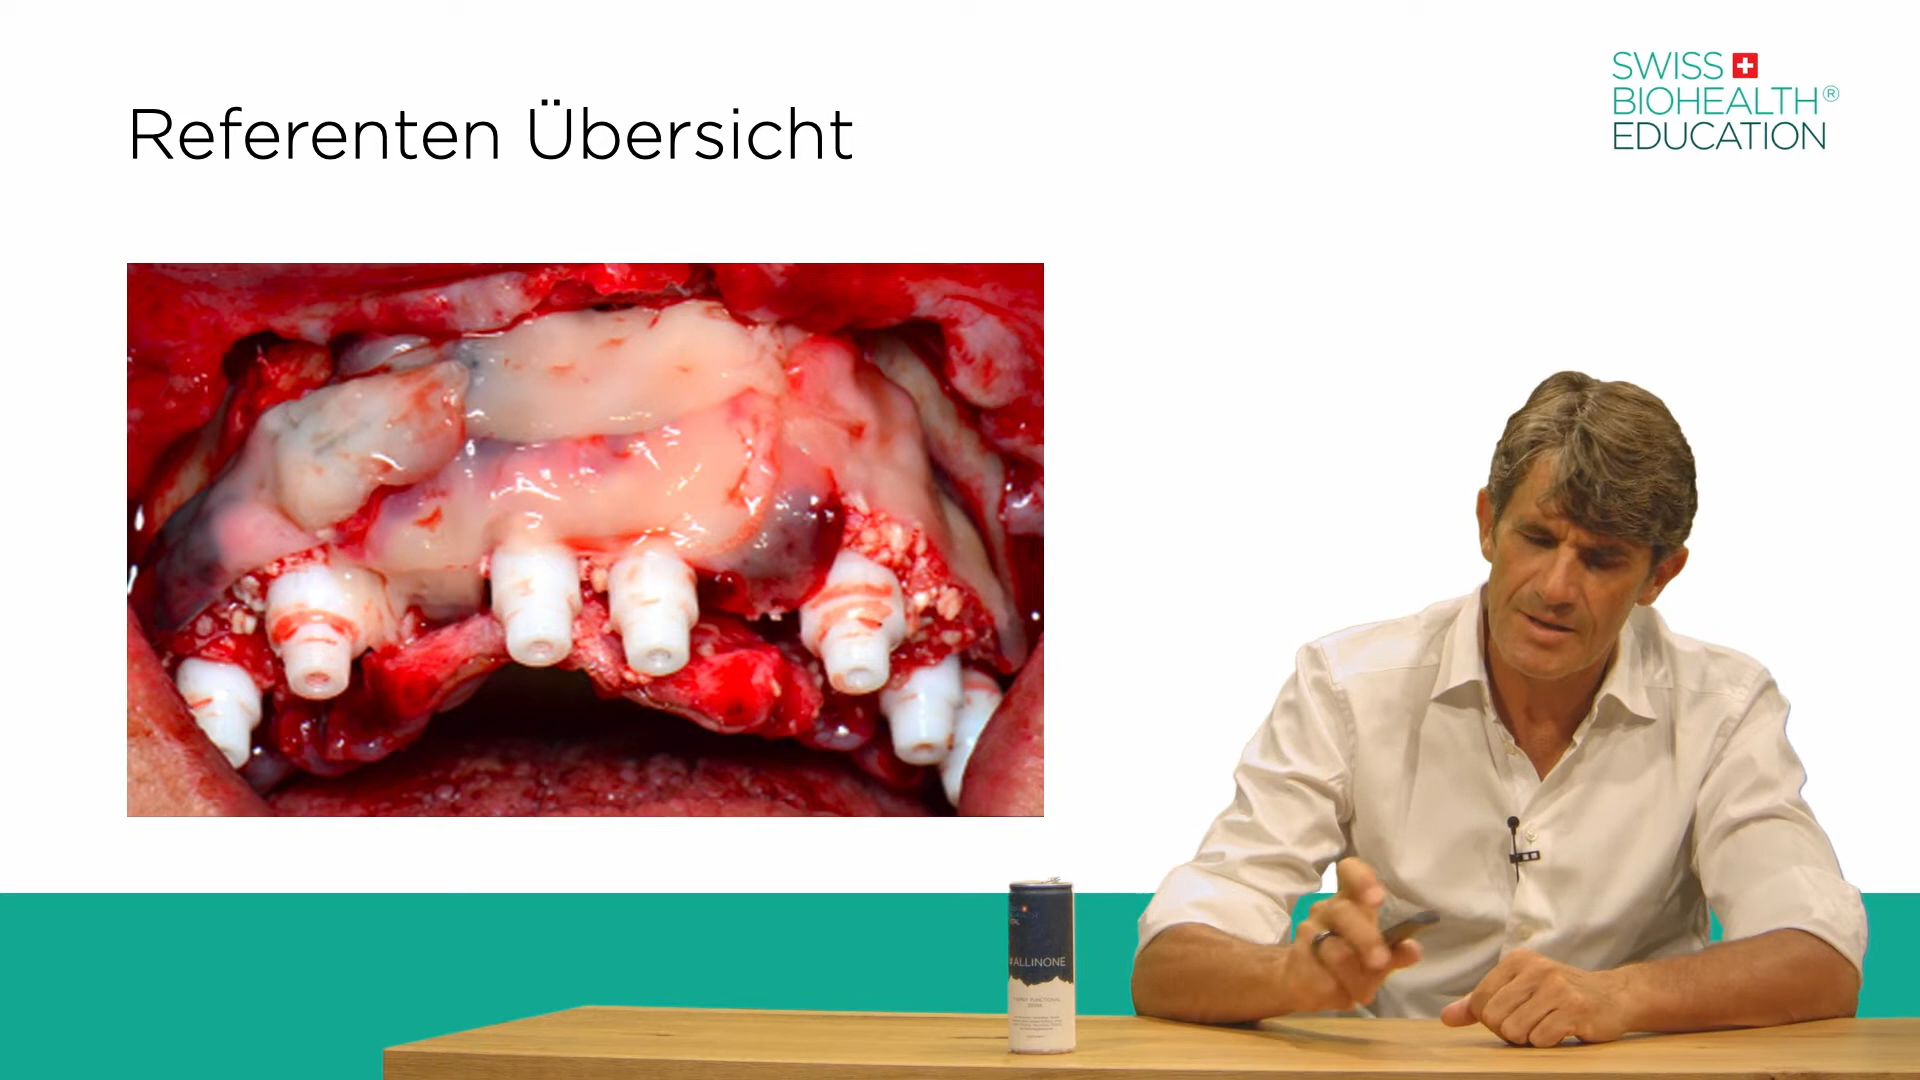 Referenten Übersicht
SWISS
BIOHEALTH®
EDUCATION
#ALLINONE